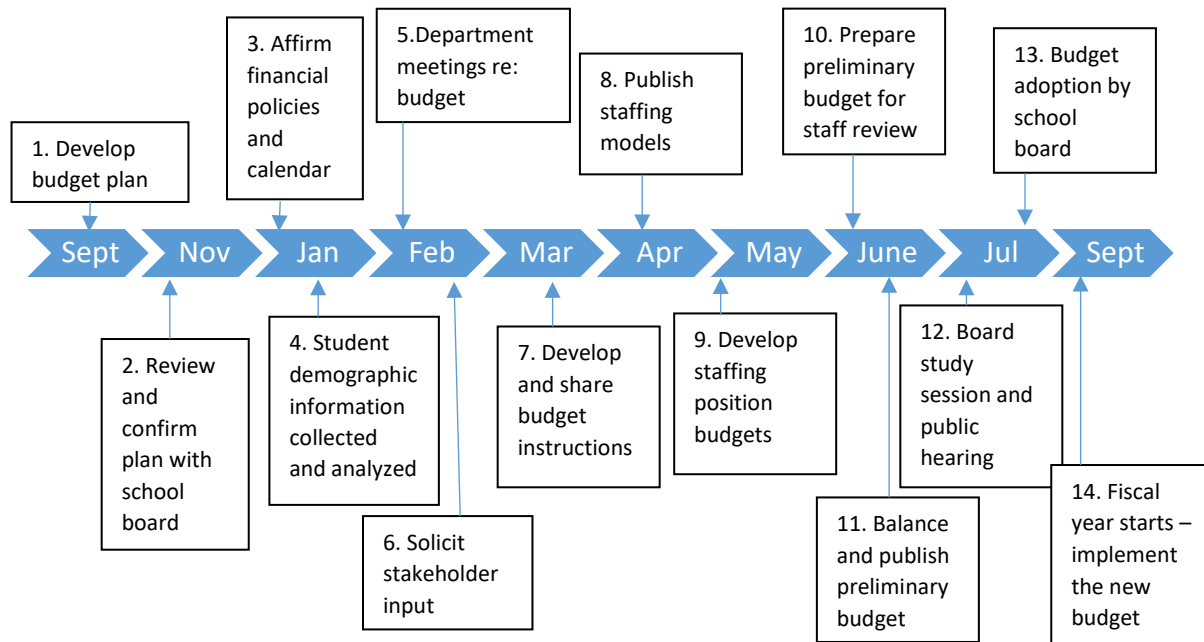 1. Develop
budget plan
3. Affirm
financial
policies
and
calendar
5.Department
meetings re:
budget
8. Publish
staffing
models
10. Prepare
preliminary
budget for
staff review
13. Budget
adoption by
school
board
Sept
Nov
Jan
Feb
Mar
Apr
May
June
Jul
Sept
2. Review
and
confirm
plan with
school
board
4. Student
demographic
information
collected
and analyzed
6. Solicit
stakeholder
input
7. Develop
and share
budget
instructions
9. Develop
staffing
position
budgets
11. Balance
and publish
preliminary
budget
12. Board
study
session and
public
hearing
14. Fiscal
year starts –
implement
the new
budget